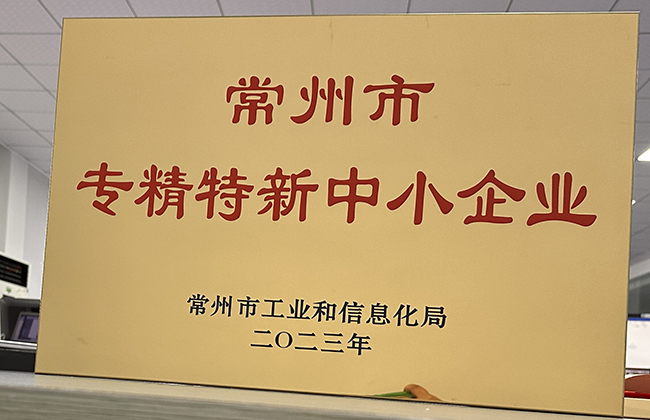 常州市
专精特新中小企业
常州市工业和信息化局
二〇二三年